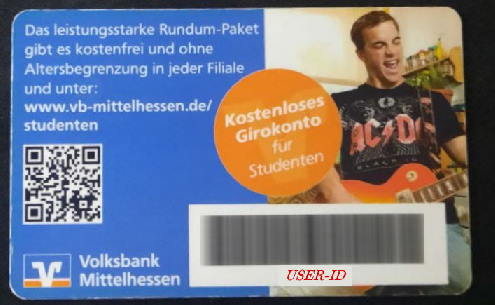 Das leistungsstarke Rundum-Paket
gibt es kostenfrei und ohne
Altersbegrenzung in jeder Filiale
und unter:
www.vb-mittelhessen.de/
studenten
Kostenloses
Girokonto
für
Studenten
AC/DC
Volksbank
Mittelhessen
USER-ID